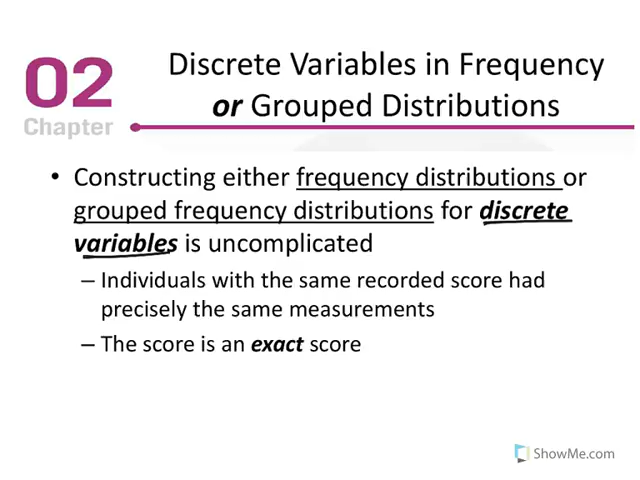 02
Chapter
Discrete Variables in Frequency
or Grouped Distributions
• Constructing either frequency distributions or
grouped frequency distributions for discrete
variables is uncomplicated
– Individuals with the same recorded score had
precisely the same measurements
– The score is an exact score
ShowMe.com